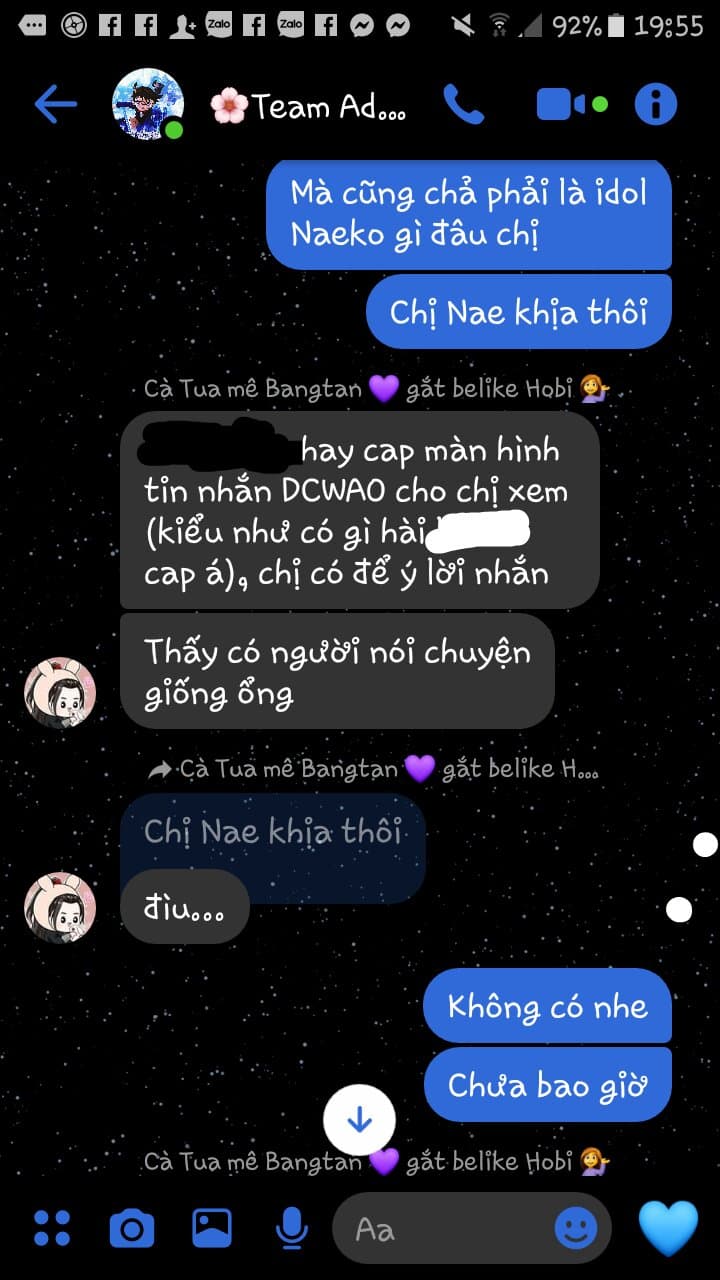 Zalo
Zalo
92%
19:55
🌸Team Ad...
Mà cũng chả phải là idol
Naeko gì đâu chị
Chị Nae khịa thôi
Cà Tua mê Bangtan 💜 gắt belike Hobi 💁‍♀️
hay cap màn hình
tin nhắn DCWAO cho chị xem
(kiểu như có gì hài
cap á), chị có để ý lời nhắn
Thấy có người nói chuyện
giống ổng
Cà Tua mê Bangtan 💜 gắt belike H...
Chị Nae khịa thôi
đìu...
Không có nhe
Chưa bao giờ
Cà Tua mê Bangtan 💜 gắt belike Hobi 💁‍♀️
Aa